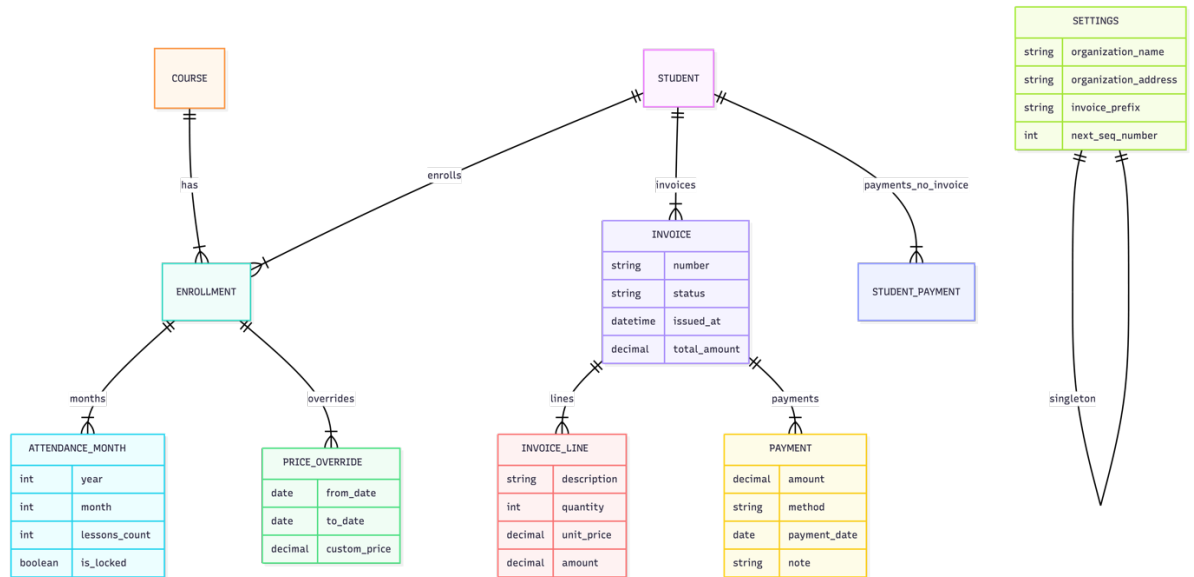 SETTINGS
string organization_name
string organization_address
string invoice_prefix
int next_seq_number
COURSE
STUDENT
has
enrolls
invoices
payments_no_invoice
ENROLLMENT
INVOICE
string number
string status
datetime issued_at
decimal total_amount
STUDENT_PAYMENT
months
overrides
lines
payments
singleton
ATTENDANCE_MONTH
int year
int month
int lessons_count
boolean is_locked
PRICE_OVERRIDE
date from_date
date to_date
decimal custom_price
INVOICE_LINE
string description
int quantity
decimal unit_price
decimal amount
PAYMENT
decimal amount
string method
date payment_date
string note